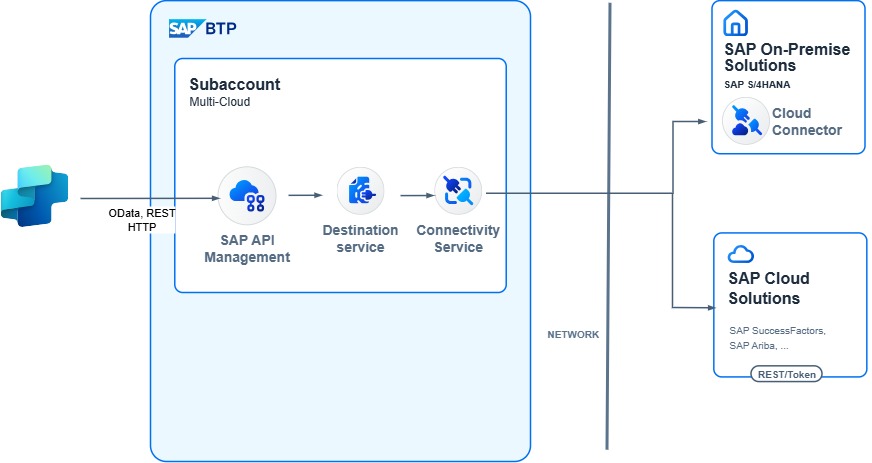 SAP BTP
Subaccount
Multi-Cloud
OData, REST
HTTP
SAP API
Management
Destination
service
Connectivity
Service
NETWORK
SAP On-Premise
Solutions
SAP S/4HANA
Cloud
Connector
SAP Cloud
Solutions
SAP SuccessFactors,
SAP Ariba, ...
REST/Token